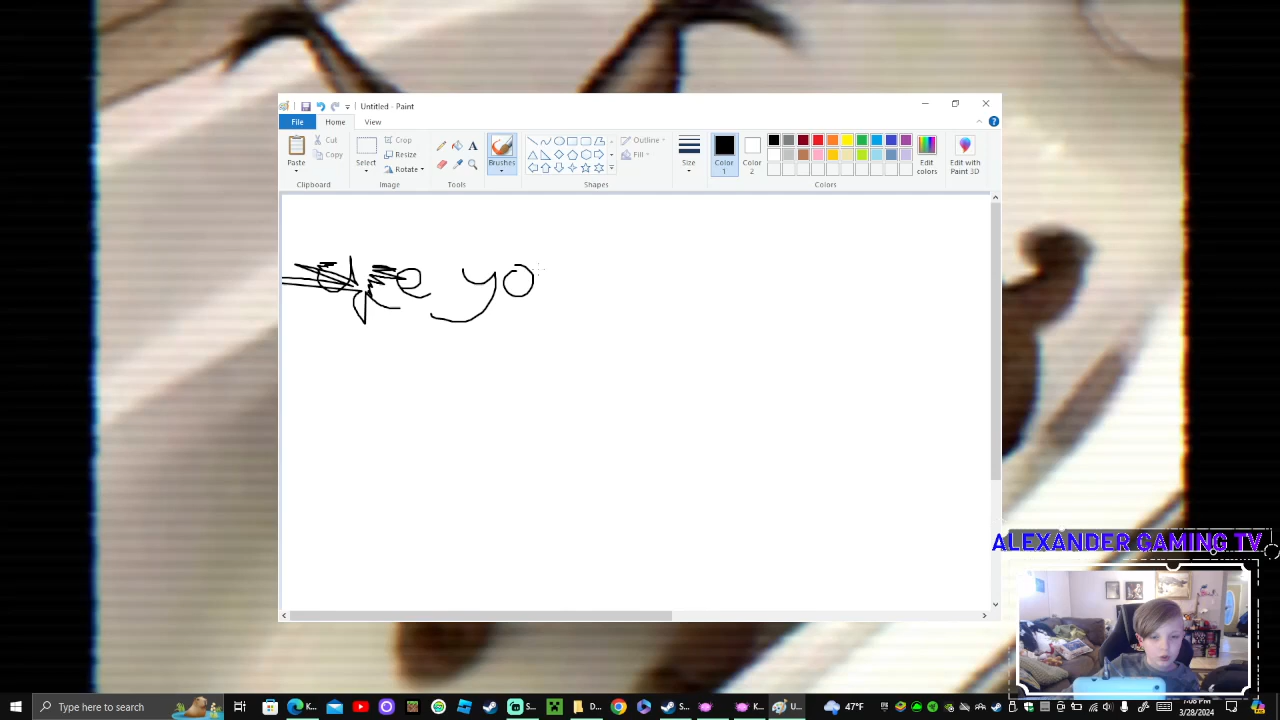 Untitled - Paint
File
Home
View
Paste
Cut
Copy
Clipboard
Select
Crop
Resize
Rotate
Image
A
Tools
Brushes
Outline
Fill
Shapes
Size
Color 1
Color 2
Edit colors
Edit with Paint 3D
Colors
yo
ALEXANDER GAMING TV
Type here to search
K...
S...
D...
S...
K...
U...
47°F
3/28/2024